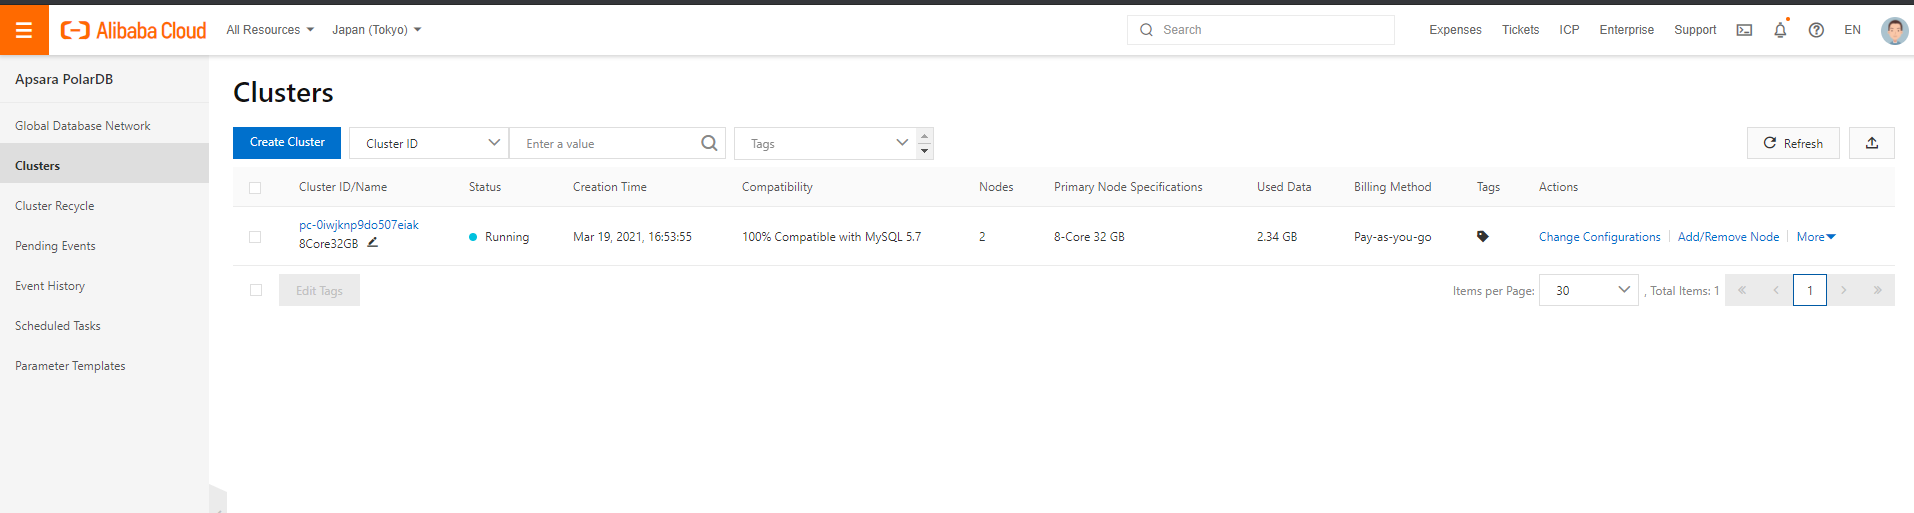 Alibaba Cloud All Resources Japan (Tokyo) Search Expenses Tickets ICP Enterprise Support EN
Apsara PolarDB
Global Database Network
Clusters
Cluster Recycle
Pending Events
Event History
Scheduled Tasks
Parameter Templates
Clusters
Create Cluster Cluster ID Enter a value Tags Refresh
Cluster ID/Name Status Creation Time Compatibility Nodes Primary Node Specifications Used Data Billing Method Tags Actions
pc-0iwjknp9do507eiak
8Core32GB
Running Mar 19, 2021, 16:53:55 100% Compatible with MySQL 5.7 2 8-Core 32 GB 2.34 GB Pay-as-you-go Change Configurations Add/Remove Node More
Edit Tags Items per Page: 30 , Total Items: 1 « ‹ 1 › »